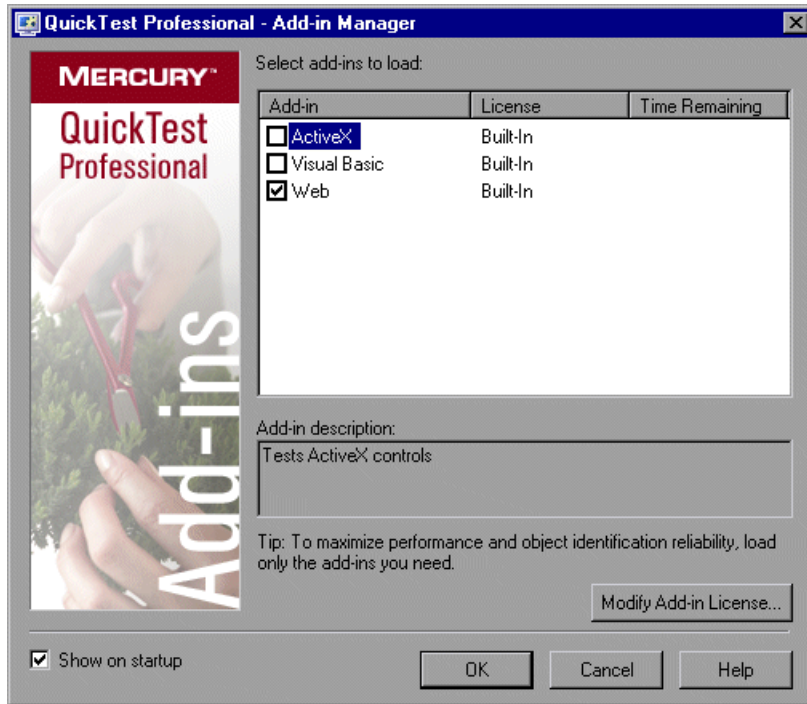 QuickTest Professional - Add-in Manager
MERCURY™
QuickTest
Professional
Add-ins
Select add-ins to load:
Add-in License Time Remaining
ActiveX Built-In
Visual Basic Built-In
Web Built-In
Add-in description:
Tests ActiveX controls
Tip: To maximize performance and object identification reliability, load
only the add-ins you need.
Modify Add-in License...
Show on startup
OK Cancel Help